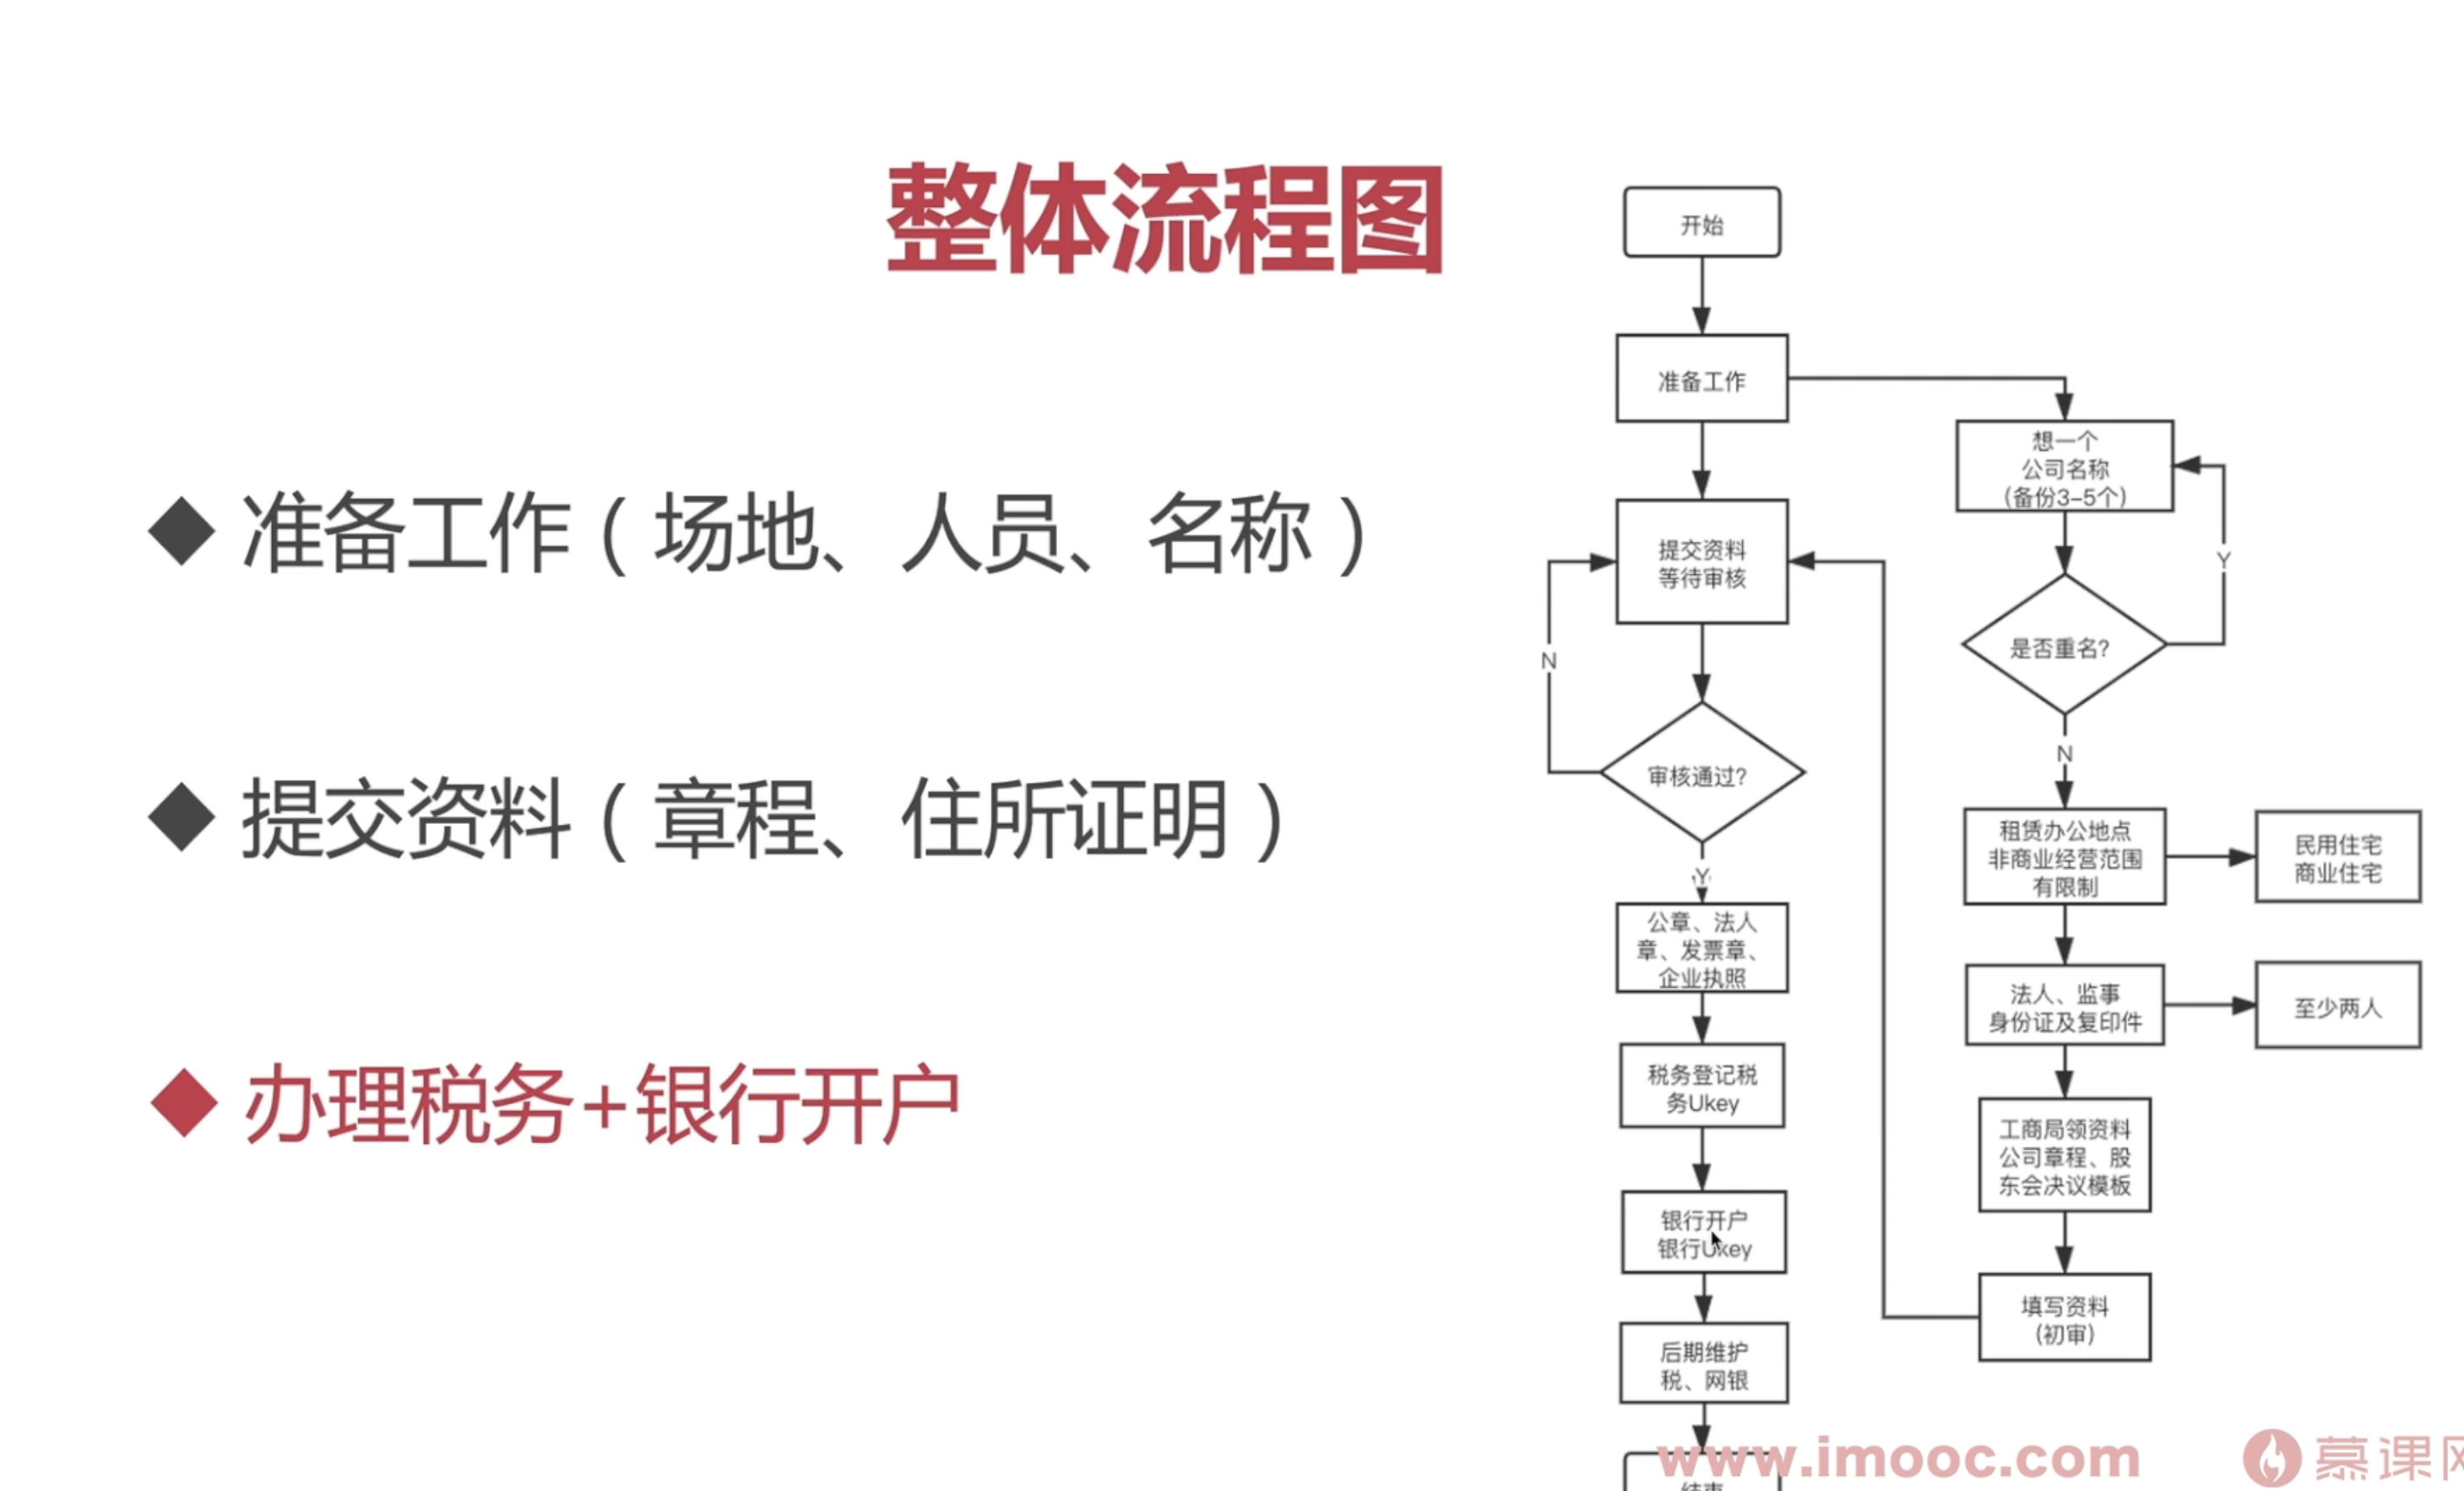 整体流程图
准备工作（场地、人员、名称）
提交资料（章程、住所证明）
办理税务+银行开户
开始
准备工作
提交资料
等待审核
N
审核通过?
Y
公章、法人
章、发票章、
企业执照
税务登记税
务Ukey
银行开户
银行Ukey
后期维护
税、网银
结束
想一个
公司名称
(备份3-5个)
Y
是否重名?
N
租赁办公地点
非商业经营范围
有限制
民用住宅
商业住宅
法人、监事
身份证及复印件
至少两人
工商局领资料
公司章程、股
东会决议模板
填写资料
(初审)
www.imooc.com
慕课网